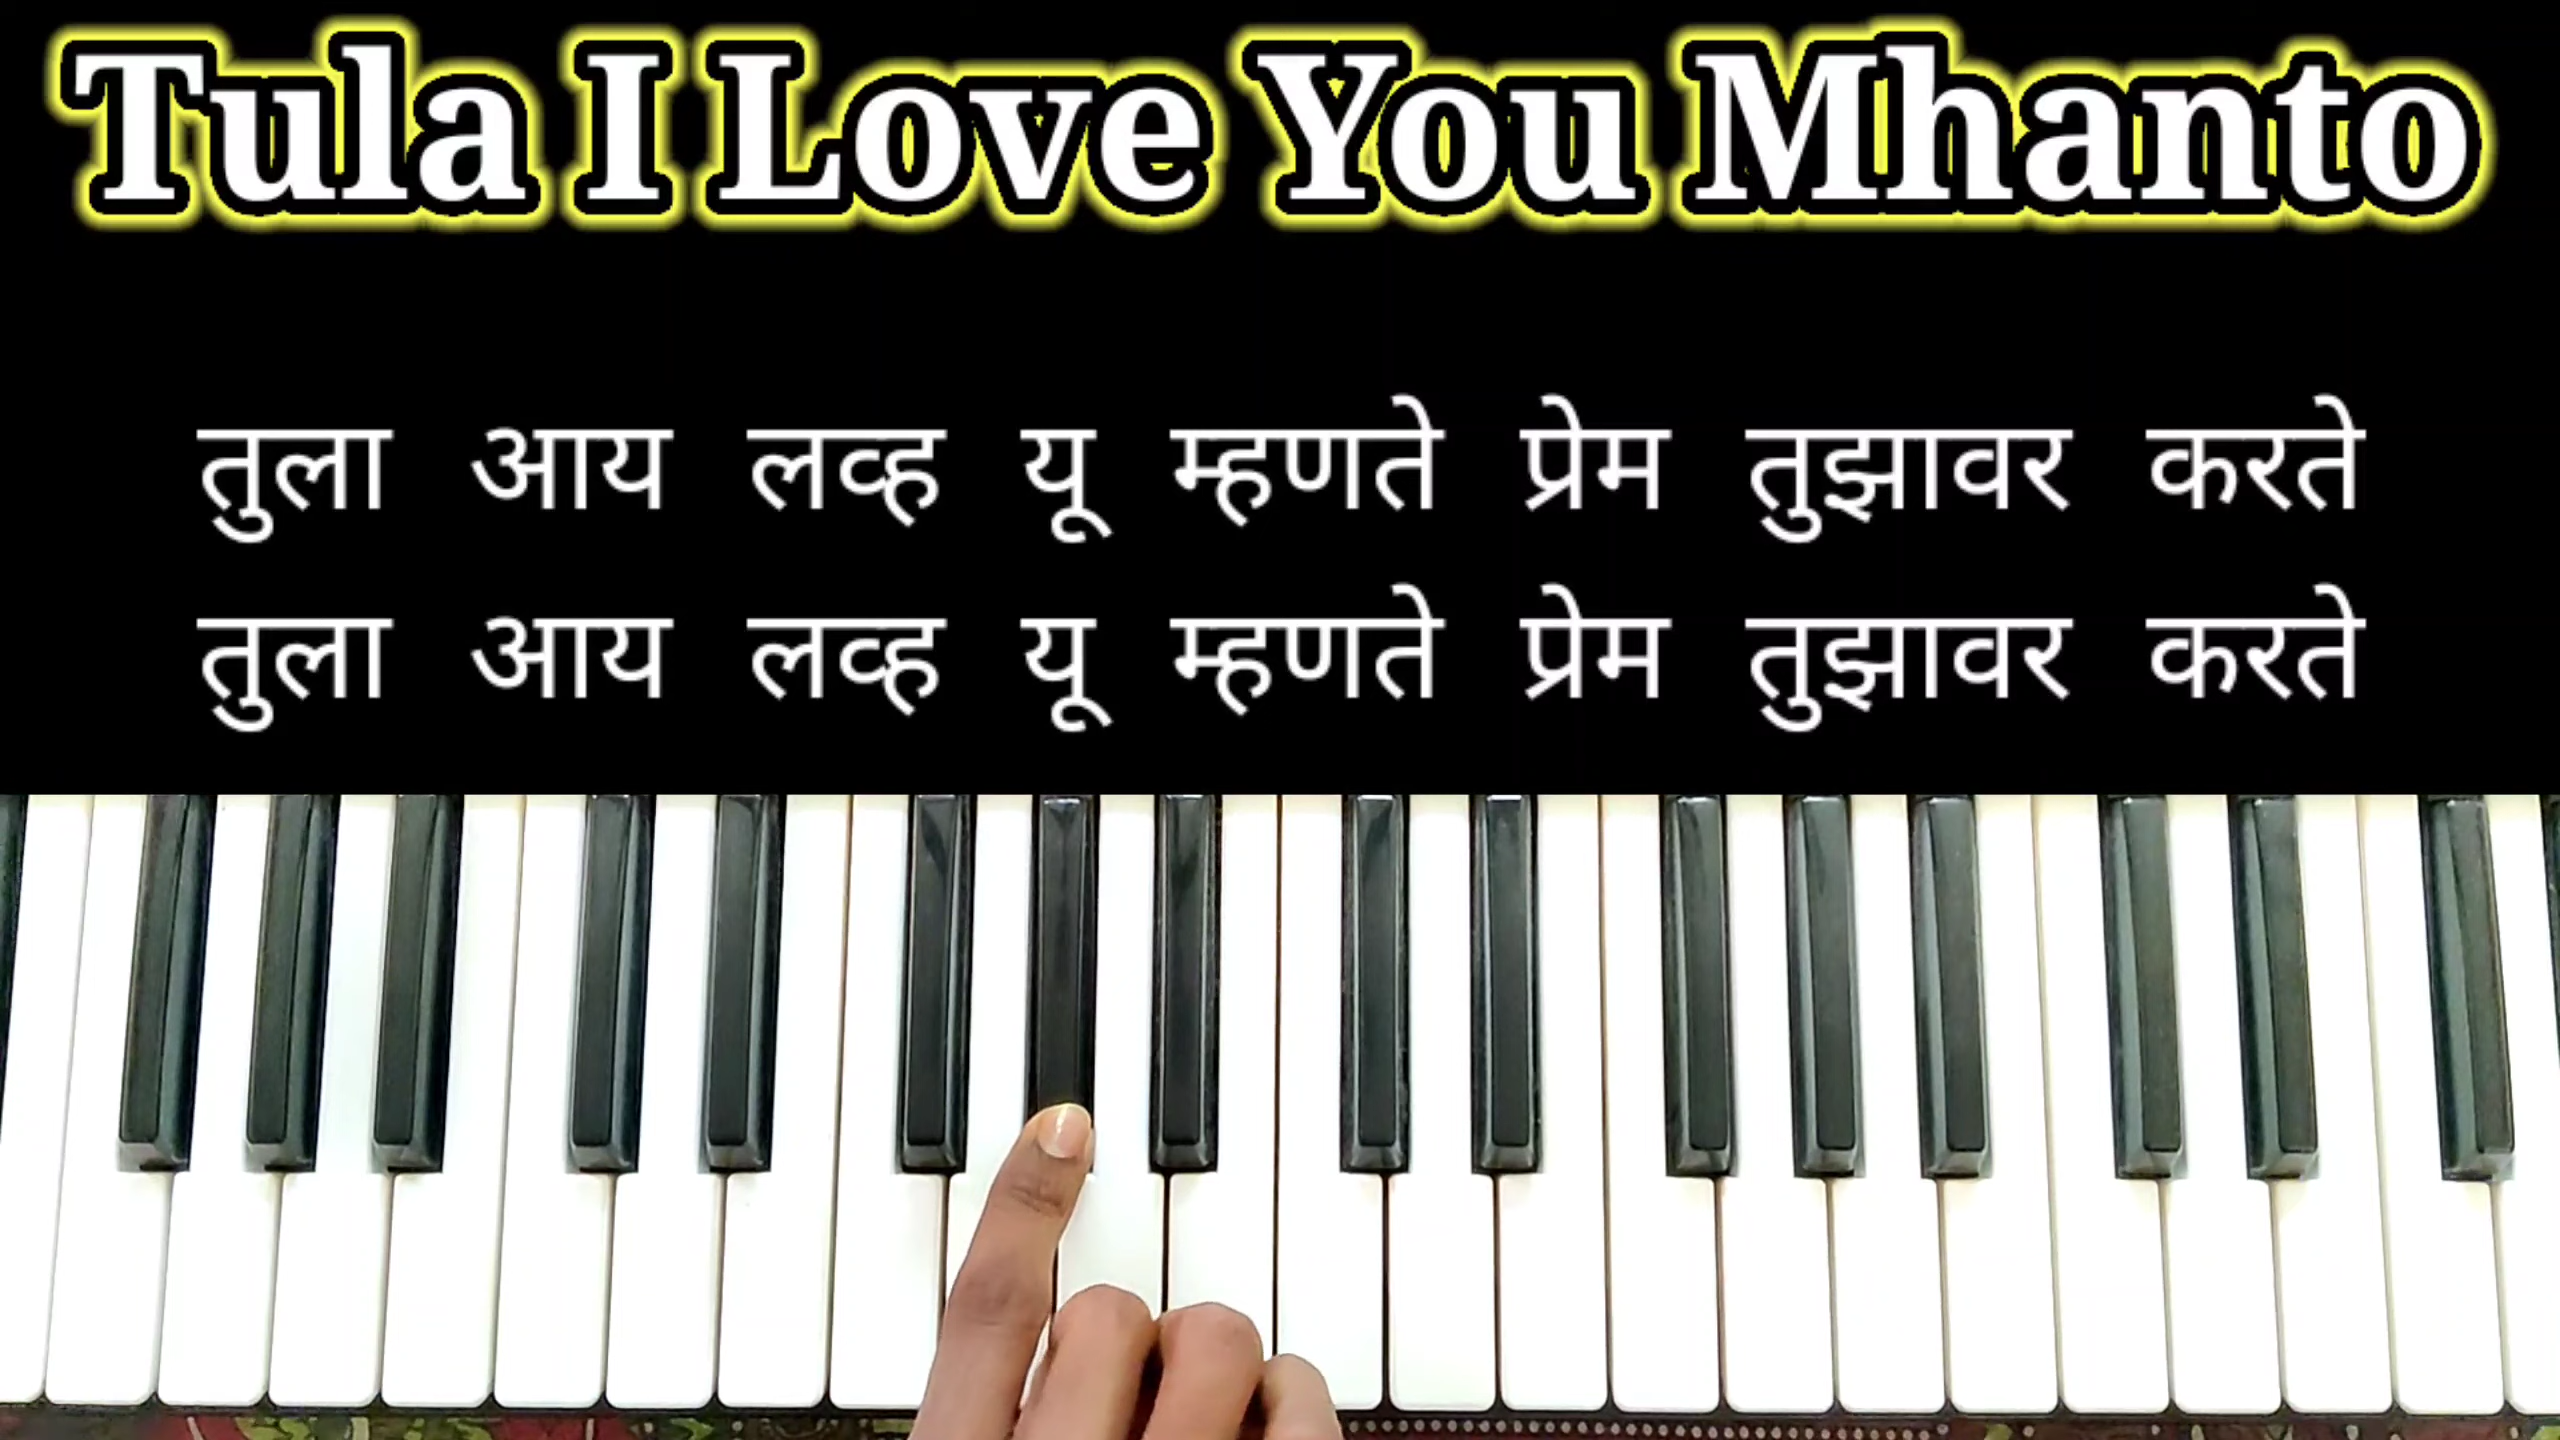 Tula I Love You Mhanto
तुला आय लव्ह यू म्हणते प्रेम तुझावर करते
तुला आय लव्ह यू म्हणते प्रेम तुझावर करते